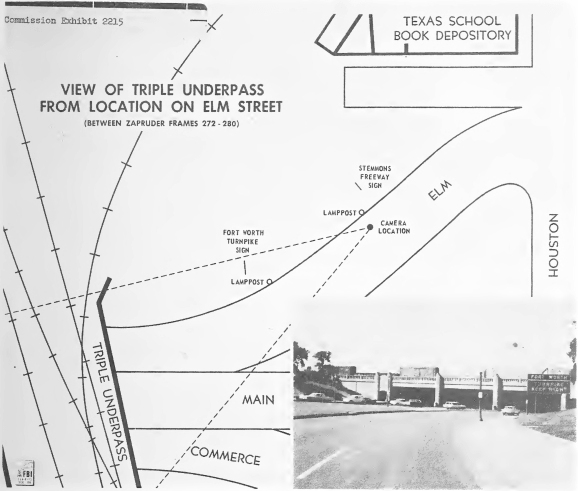 Commission Exhibit 2215
TEXAS SCHOOL
BOOK DEPOSITORY
VIEW OF TRIPLE UNDERPASS
FROM LOCATION ON ELM STREET
(BETWEEN ZAPRUDER FRAMES 272-280)
STEMMONS
FREEWAY
SIGN
ELM
LAMPPOST
CAMERA
LOCATION
FORT WORTH
TURNPIKE
SIGN
LAMPPOST
HOUSTON
TRIPLE UNDERPASS
MAIN
COMMERCE
FORT WORTH
TURNPIKE
KEEP RIGHT
FBI